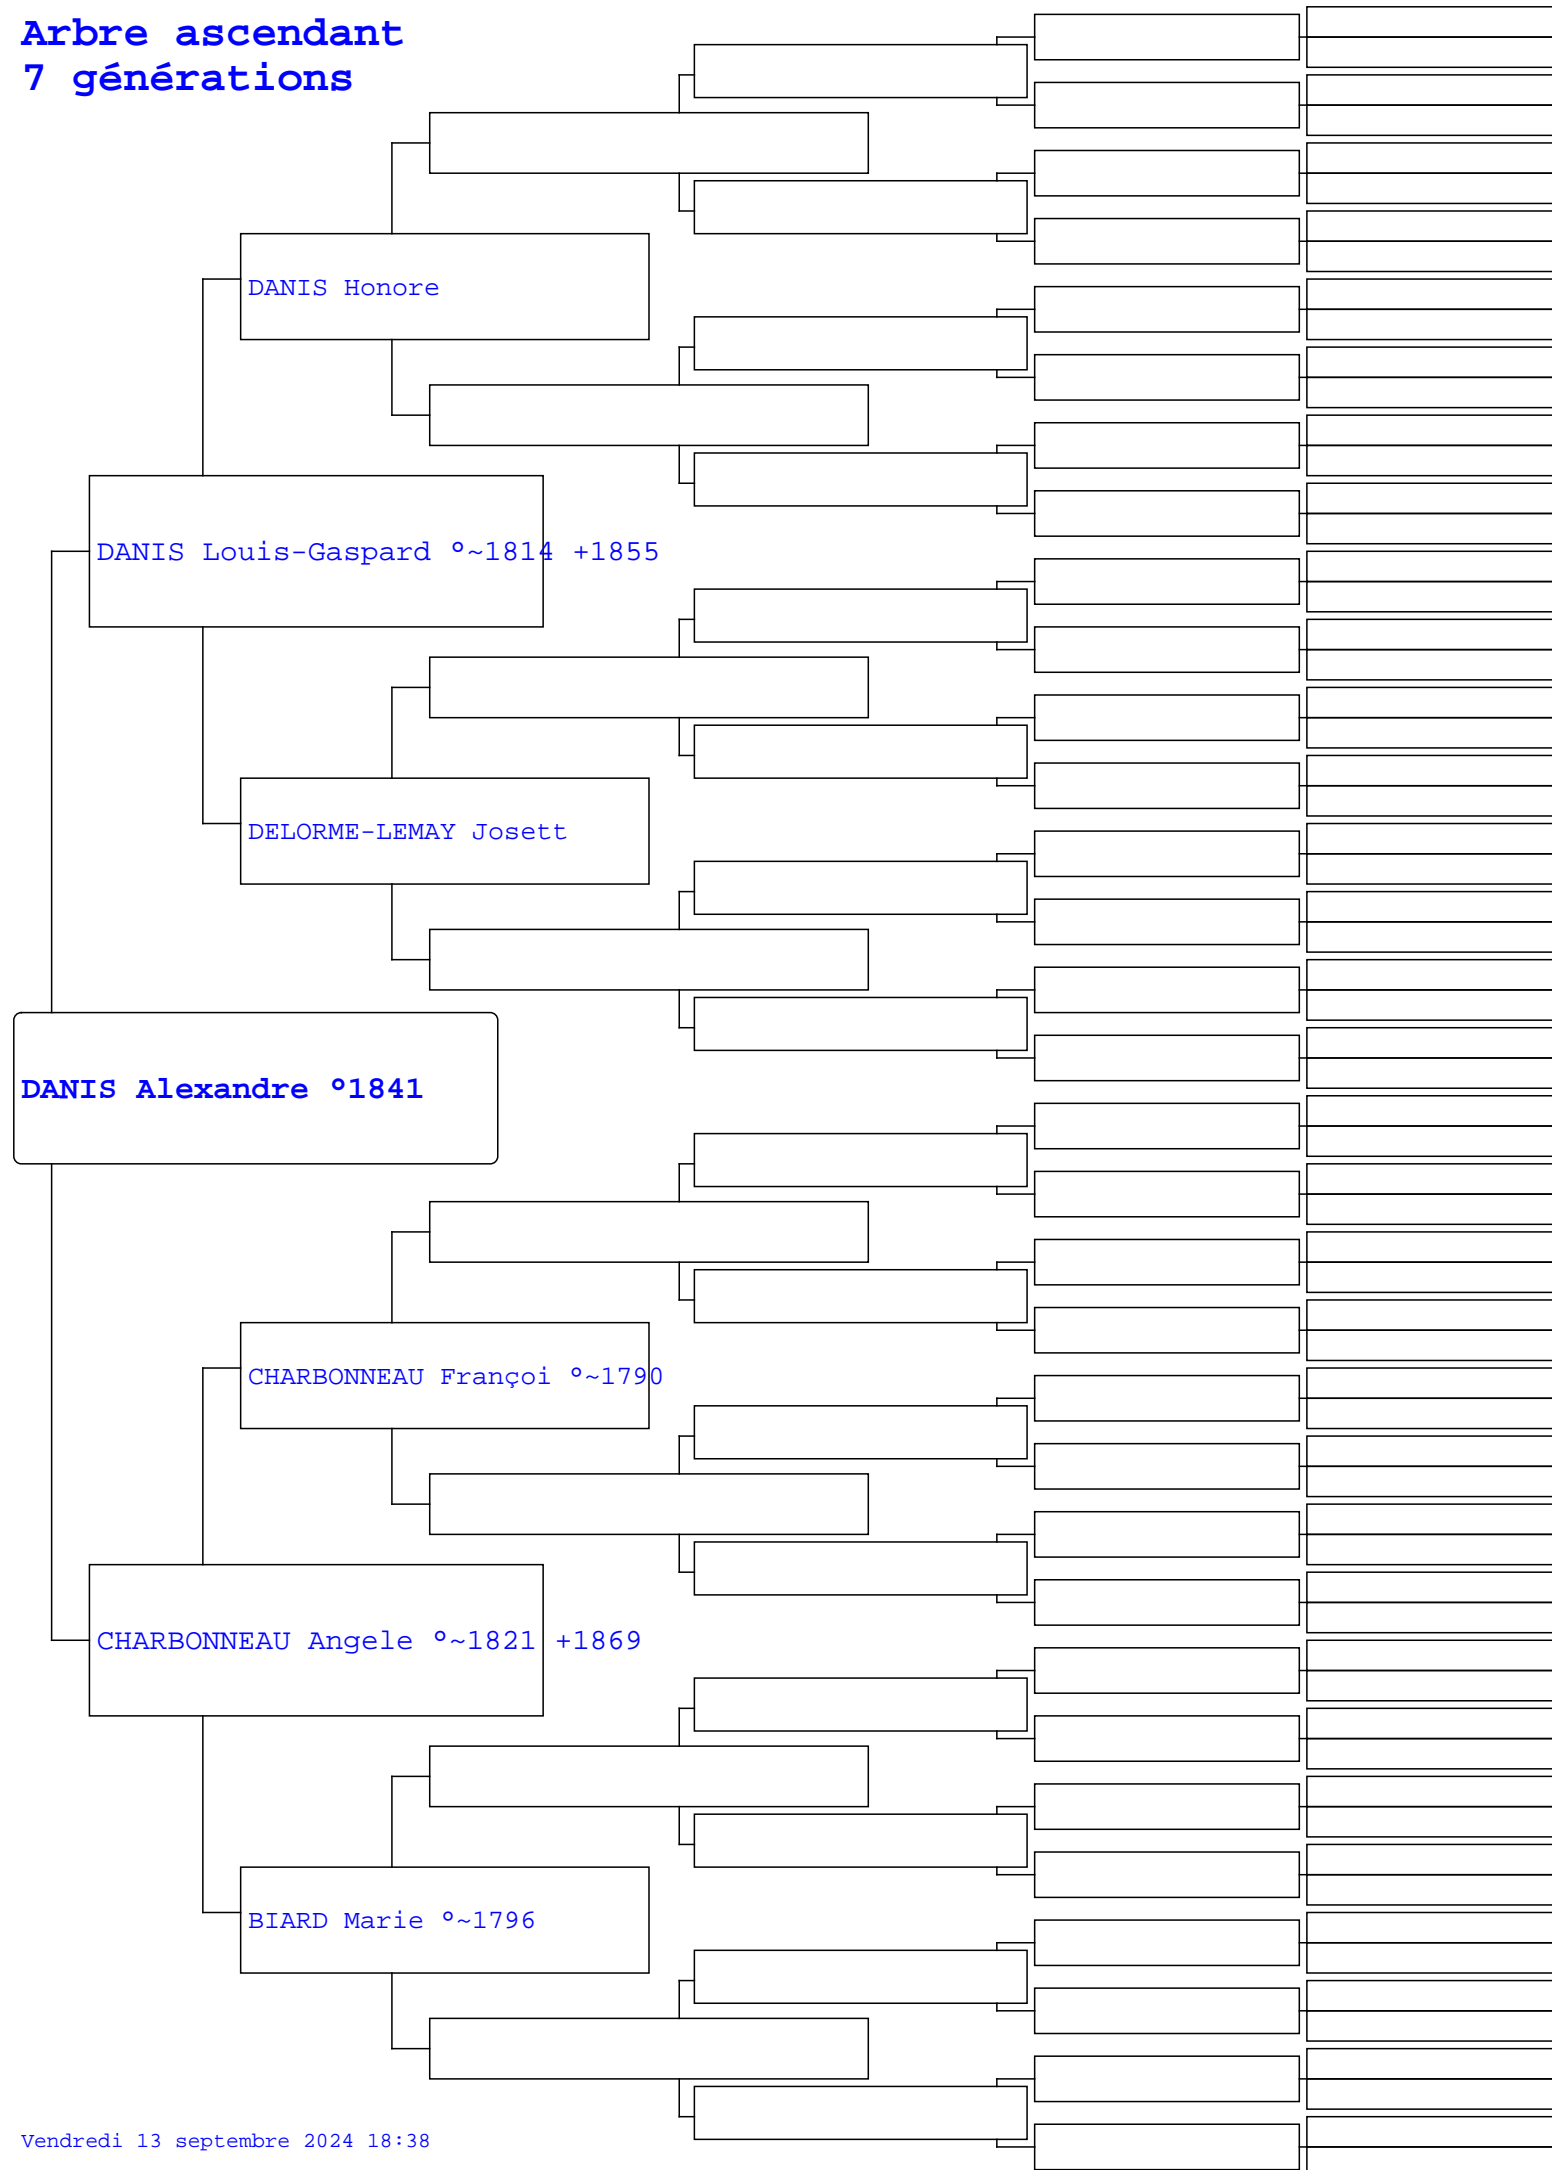 Arbre ascendant
7 générations
DANIS Honore
DANIS Louis-Gaspard °~1814 +1855
DELORME-LEMAY Josett
DANIS Alexandre °1841
CHARBONNEAU Françoi °~1790
CHARBONNEAU Angele °~1821 +1869
BIARD Marie °~1796
Vendredi 13 septembre 2024 18:38